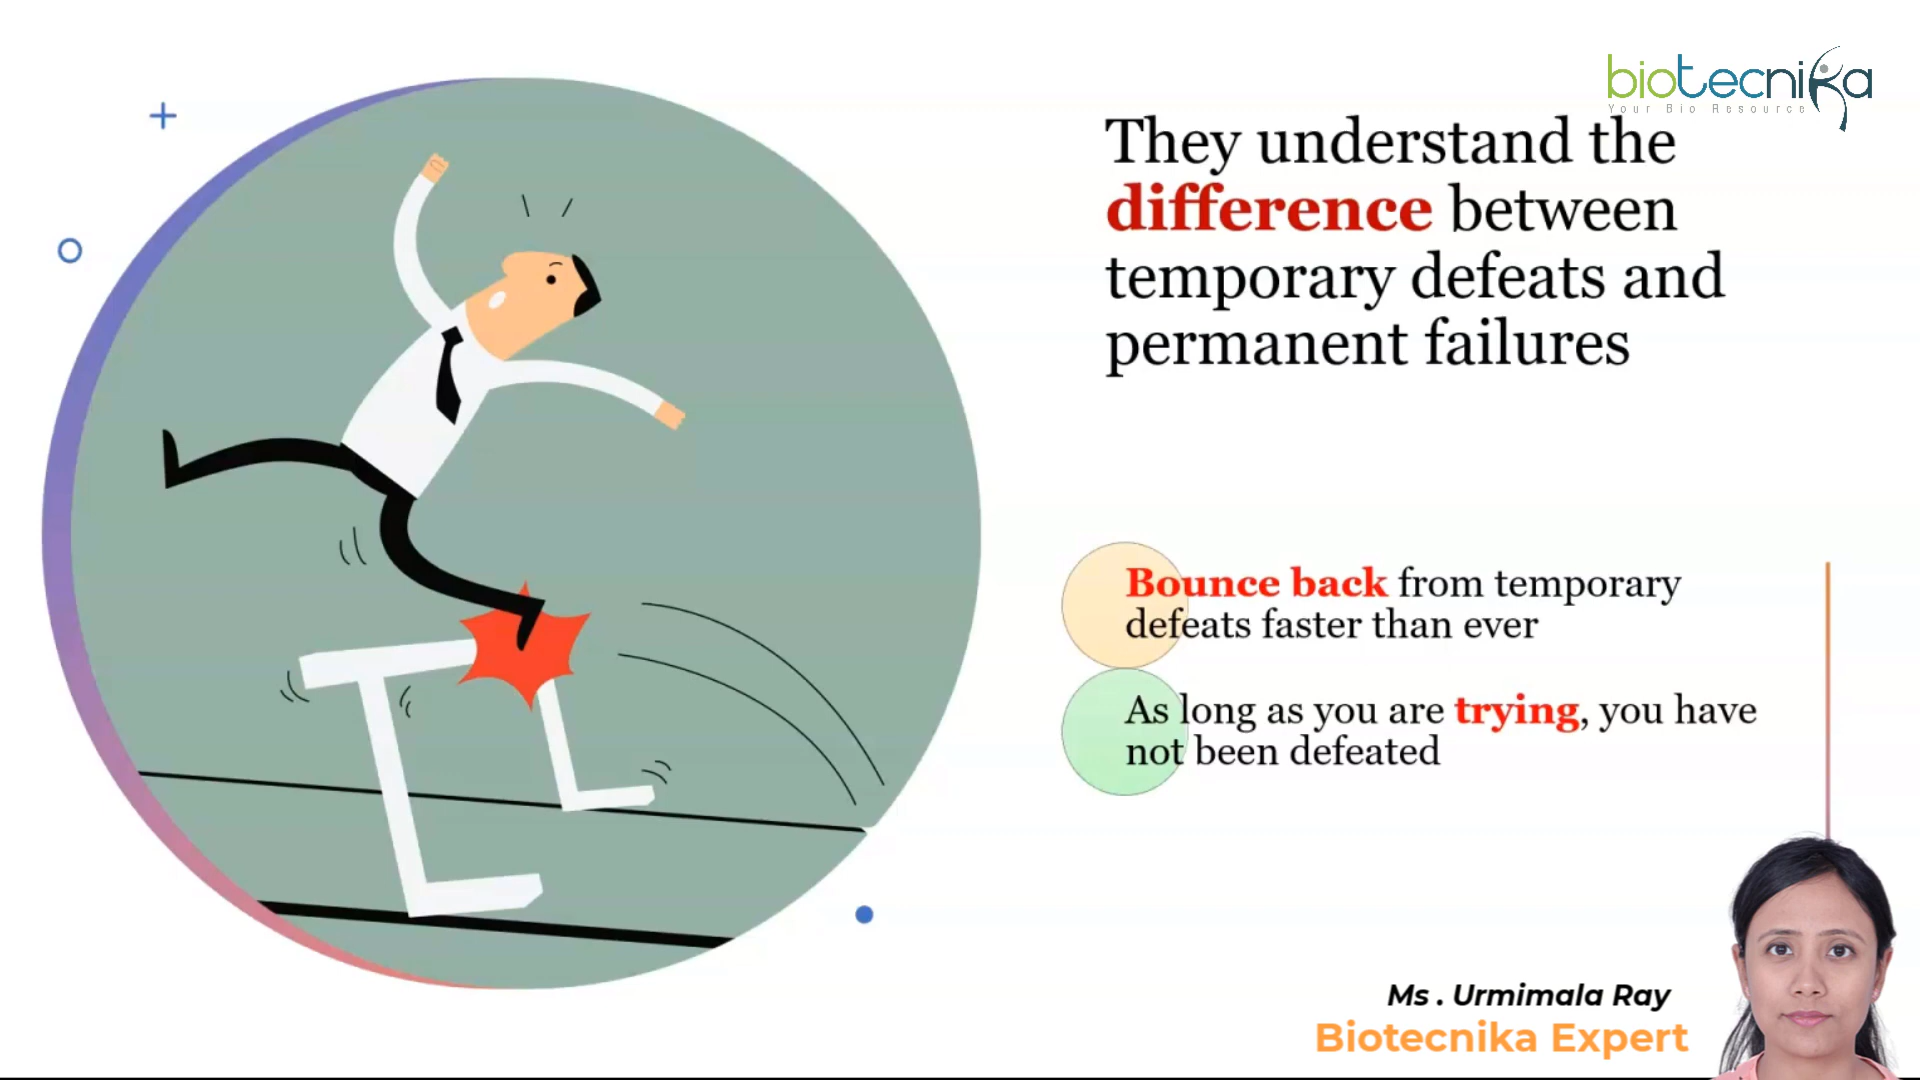 biotecnika
Your Bio Resource
They understand the
difference between
temporary defeats and
permanent failures
Bounce back from temporary
defeats faster than ever
As long as you are trying, you have
not been defeated
Ms . Urmimala Ray
Biotecnika Expert